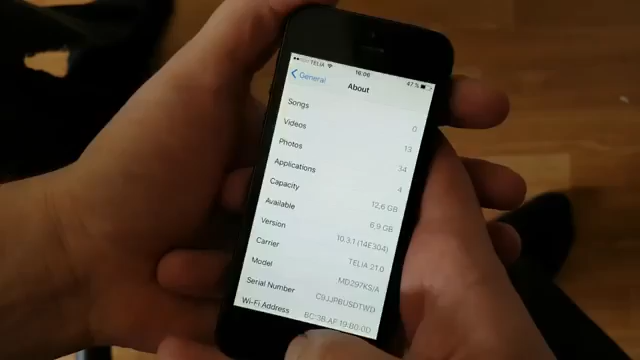 TELIA
16:06
47 %
General
About
Songs 0
Videos 13
Photos 34
Applications 4
Capacity 12,6 GB
Available 6,9 GB
Version 10.3.1 (14E304)
Carrier TELIA 21.0
Model MD297KS/A
Serial Number C9JJP8USDTWD
Wi-Fi Address BC:3B:AF:19:B0:0D